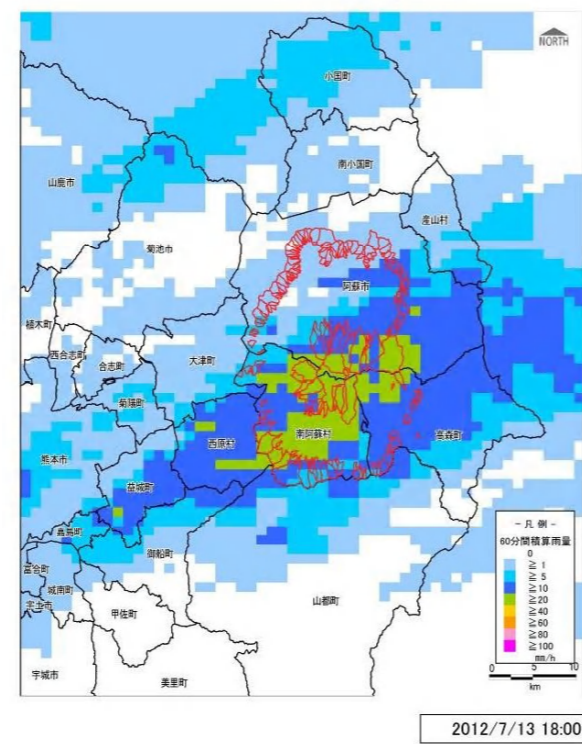 NORTH
小国町
南小国町
山鹿市
産山村
菊池市
阿蘇市
植木町
西合志町
合志町
大津町
菊陽町
熊本市
西原村
南阿蘇村
高森町
益城町
嘉島町
御船町
富合町
城南町
宇土市
甲佐町
山都町
宇城市
美里町
- 凡 例 -
60分間積算雨量
0
≧ 1
≧ 5
≧ 10
≧ 20
≧ 40
≧ 60
≧ 80
≧ 100
mm/h
0 5 10
km
2012/7/13 18:00